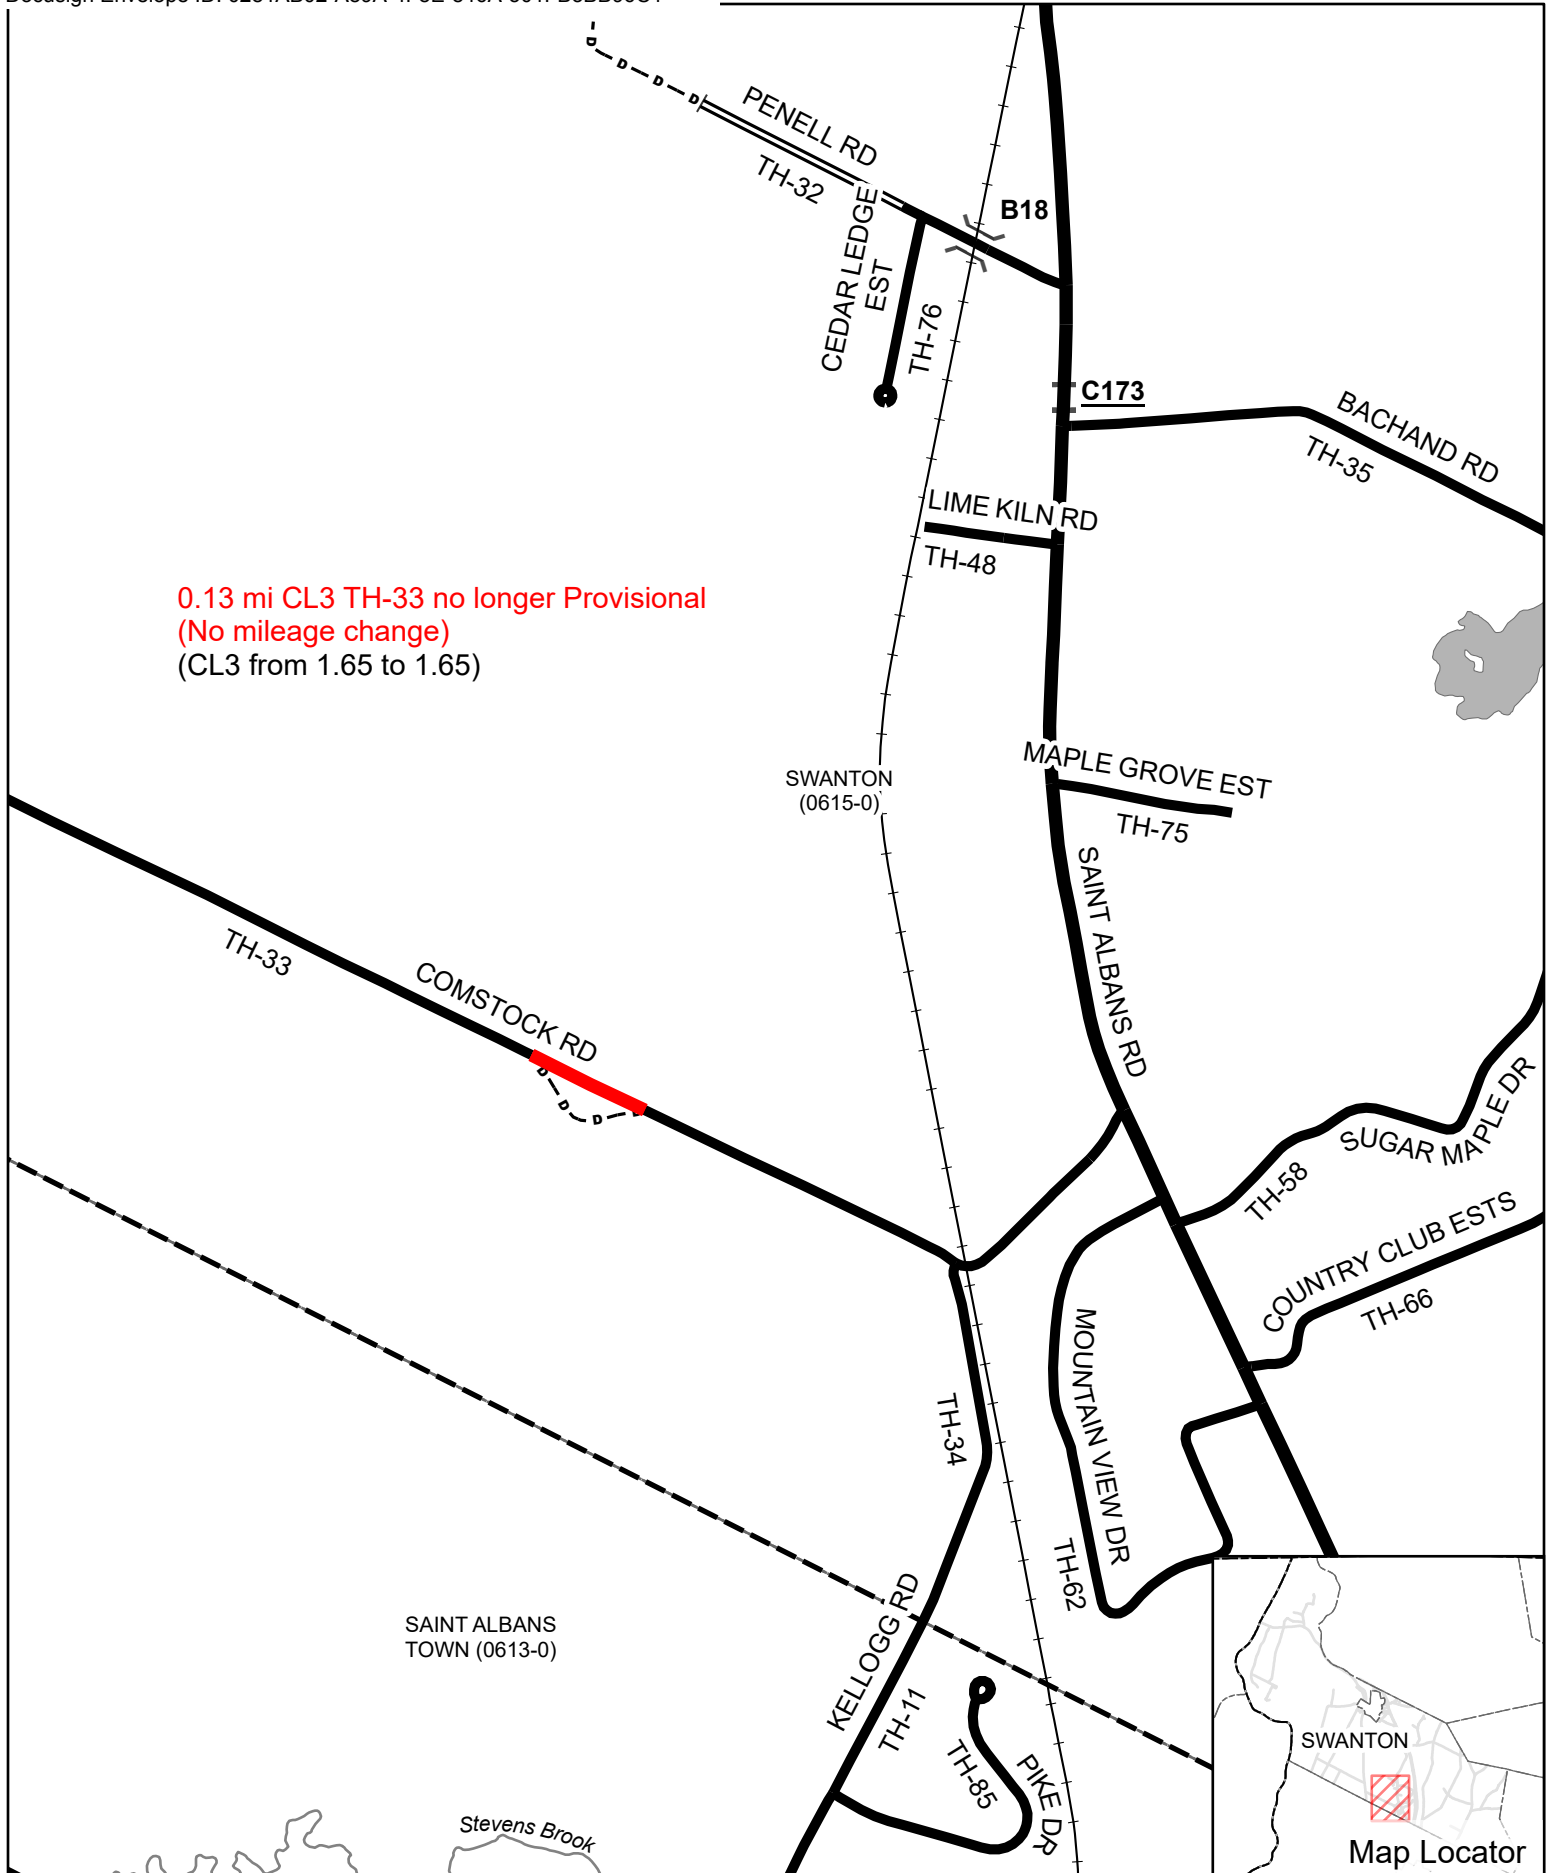 PENELL RD
TH-32
B18
CEDAR LEDGE
EST
TH-76
C173
BACHAND RD
TH-35
LIME KILN RD
TH-48
0.13 mi CL3 TH-33 no longer Provisional
(No mileage change)
(CL3 from 1.65 to 1.65)
MAPLE GROVE EST
TH-75
SWANTON
(0615-0)
SAINT ALBANS RD
TH-33
COMSTOCK RD
SUGAR MAPLE DR
TH-58
COUNTRY CLUB ESTS
TH-66
MOUNTAIN VIEW DR
TH-34
TH-62
SAINT ALBANS
TOWN (0613-0)
KELLOGG RD
TH-11
TH-85
PIKE DR
SWANTON
Stevens Brook
Map Locator